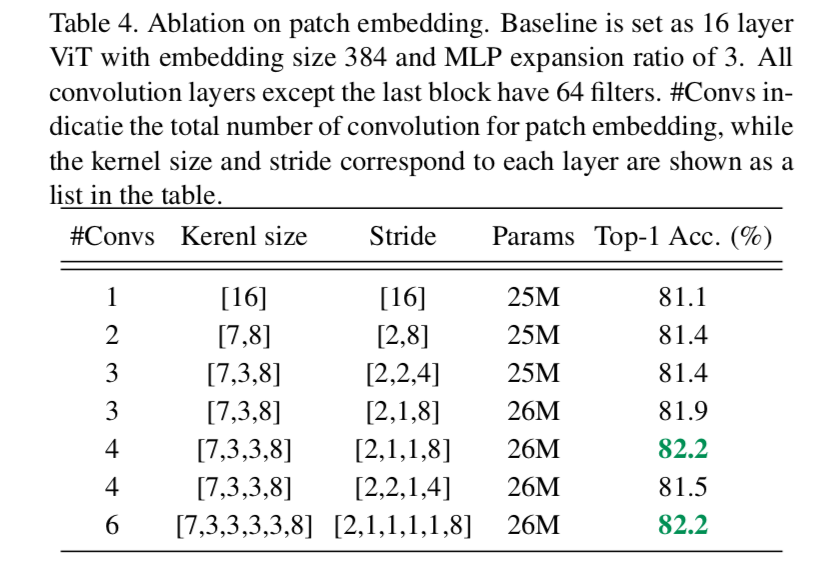 Table 4. Ablation on patch embedding. Baseline is set as 16 layer
ViT with embedding size 384 and MLP expansion ratio of 3. All
convolution layers except the last block have 64 filters. #Convs in-
dicatie the total number of convolution for patch embedding, while
the kernel size and stride correspond to each layer are shown as a
list in the table.
#Convs Kerenl size Stride Params Top-1 Acc. (%)
1 [16] [16] 25M 81.1
2 [7,8] [2,8] 25M 81.4
3 [7,3,8] [2,2,4] 25M 81.4
3 [7,3,8] [2,1,8] 26M 81.9
4 [7,3,3,8] [2,1,1,8] 26M 82.2
4 [7,3,3,8] [2,2,1,4] 26M 81.5
6 [7,3,3,3,3,8] [2,1,1,1,1,8] 26M 82.2